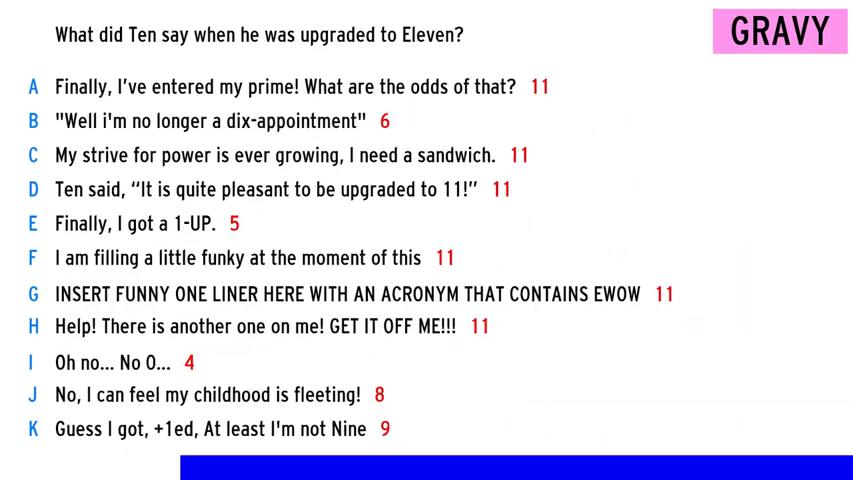 What did Ten say when he was upgraded to Eleven?
GRAVY
A Finally, I’ve entered my prime! What are the odds of that? 11
B "Well i'm no longer a dix-appointment" 6
C My strive for power is ever growing, I need a sandwich. 11
D Ten said, “It is quite pleasant to be upgraded to 11!” 11
E Finally, I got a 1-UP. 5
F I am filling a little funky at the moment of this 11
G INSERT FUNNY ONE LINER HERE WITH AN ACRONYM THAT CONTAINS EWOW 11
H Help! There is another one on me! GET IT OFF ME!!! 11
I Oh no... No 0... 4
J No, I can feel my childhood is fleeting! 8
K Guess I got, +1ed, At least I'm not Nine 9